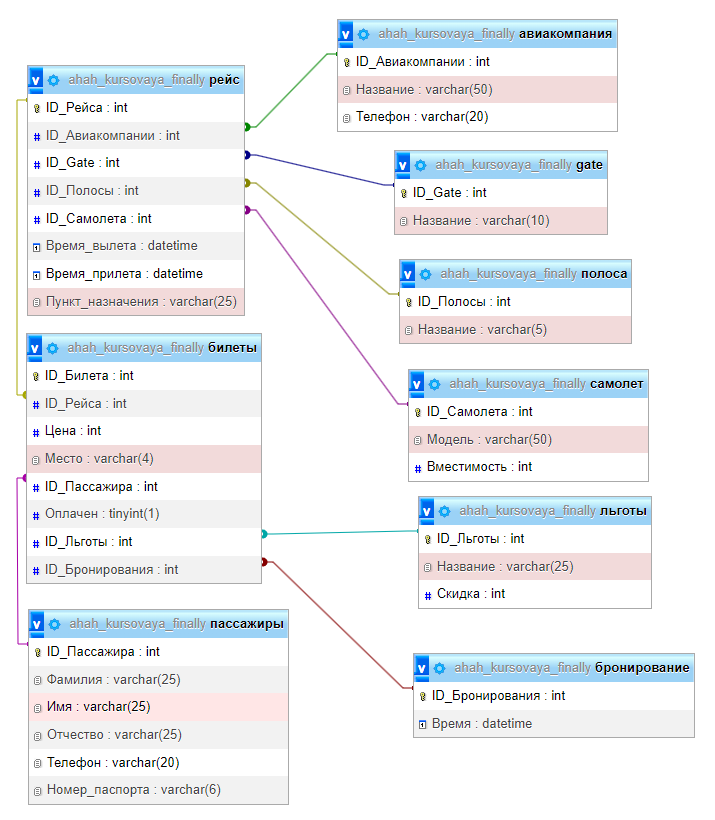 ahah_kursovaya_finally рейс
ID_Рейса : int
ID_Авиакомпании : int
ID_Gate : int
ID_Полосы : int
ID_Самолета : int
Время_вылета : datetime
Время_прилета : datetime
Пункт_назначения : varchar(25)
ahah_kursovaya_finally билеты
ID_Билета : int
ID_Рейса : int
Цена : int
Место : varchar(4)
ID_Пассажира : int
Оплачен : tinyint(1)
ID_Льготы : int
ID_Бронирования : int
ahah_kursovaya_finally пассажиры
ID_Пассажира : int
Фамилия : varchar(25)
Имя : varchar(25)
Отчество : varchar(25)
Телефон : varchar(20)
Номер_паспорта : varchar(6)
ahah_kursovaya_finally авиакомпания
ID_Авиакомпании : int
Название : varchar(50)
Телефон : varchar(20)
ahah_kursovaya_finally gate
ID_Gate : int
Название : varchar(10)
ahah_kursovaya_finally полоса
ID_Полосы : int
Название : varchar(5)
ahah_kursovaya_finally самолет
ID_Самолета : int
Модель : varchar(50)
Вместимость : int
ahah_kursovaya_finally льготы
ID_Льготы : int
Название : varchar(25)
Скидка : int
ahah_kursovaya_finally бронирование
ID_Бронирования : int
Время : datetime